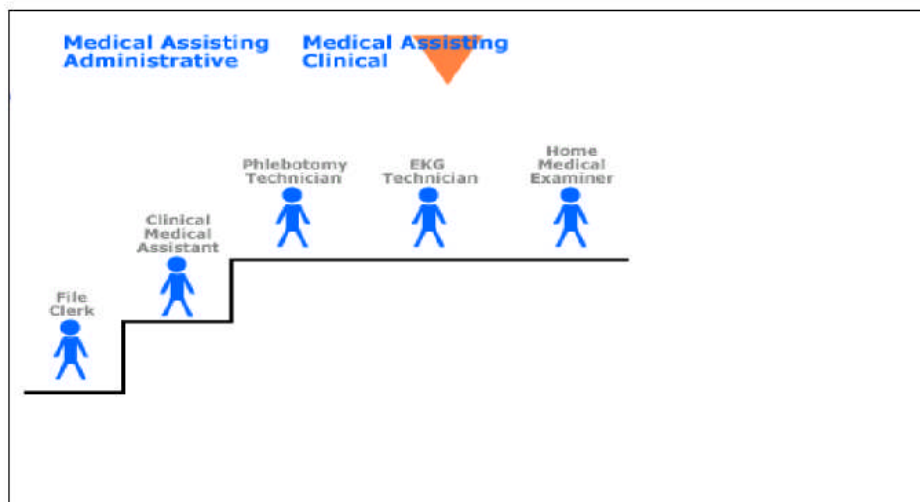 Medical Assisting
Administrative
Medical Assisting
Clinical
Phlebotomy
Technician
EKG
Technician
Home
Medical
Examiner
Clinical
Medical
Assistant
File
Clerk